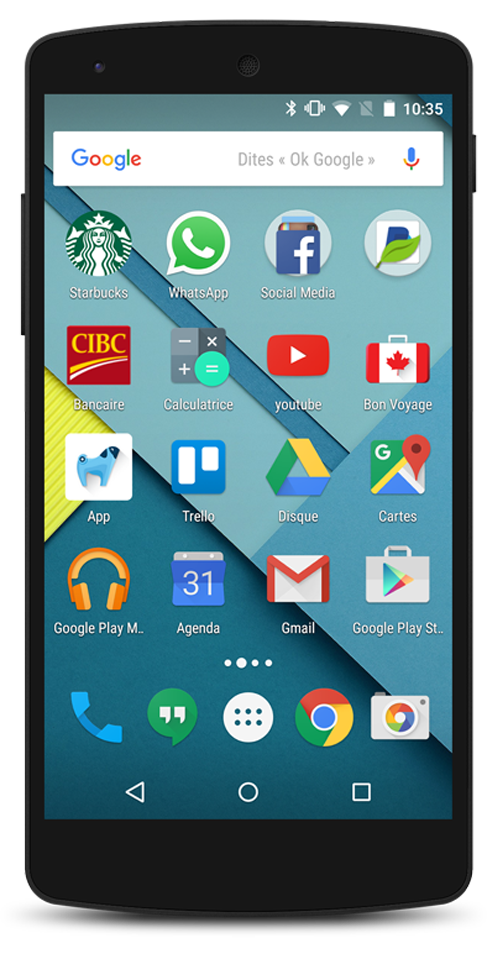 10:35
Google Dites « Ok Google »
Starbucks WhatsApp Social Media
CIBC
Bancaire Calculatrice youtube Bon Voyage
G
App Trello Disque Cartes
31
Google Play M.. Agenda Gmail Google Play St..